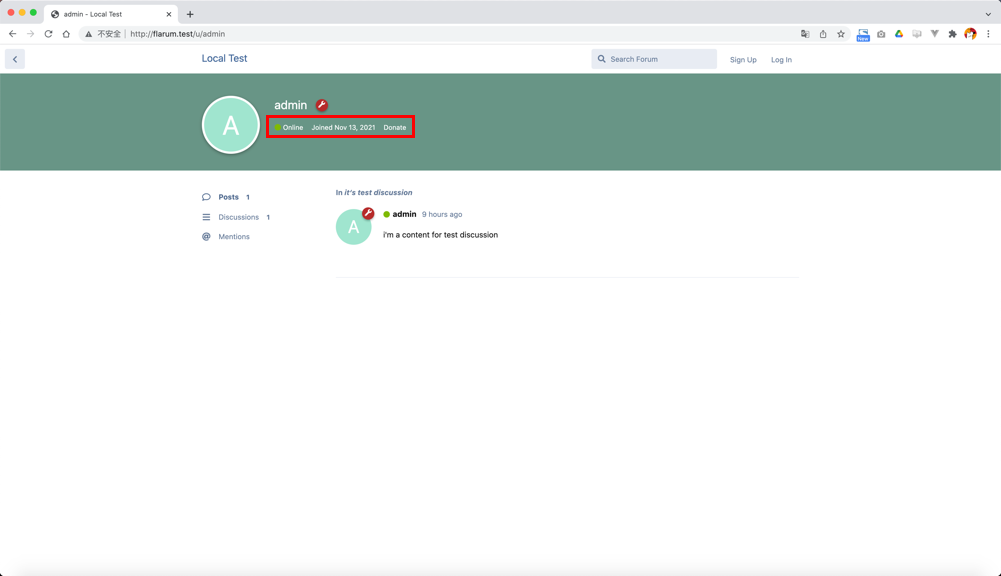 admin - Local Test
不安全 http://flarum.test/u/admin
New
Local Test
Search Forum
Sign Up
Log In
A
admin
Online Joined Nov 13, 2021 Donate
Posts 1
Discussions 1
Mentions
In it's test discussion
A
admin 9 hours ago
i'm a content for test discussion